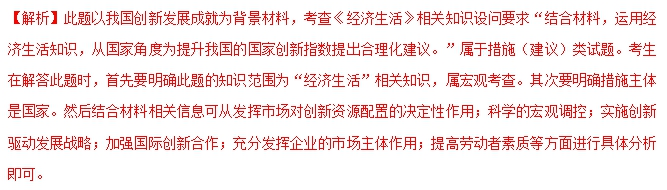 【解析】此题以我国创新发展成就为背景材料，考查《经济生活》相关知识设问要求“结合材料，运用经
济生活知识，从国家角度为提升我国的国家创新指数提出合理化建议。”属于措施（建议）类试题。考生
在解答此题时，首先要明确此题的知识范围为“经济生活”相关知识，属宏观考查。其次要明确措施主体
是国家。然后结合材料相关信息可从发挥市场对创新资源配置的决定性作用；科学的宏观调控；实施创新
驱动发展战略；加强国际创新合作；充分发挥企业的市场主体作用；提高劳动者素质等方面进行具体分析
即可。